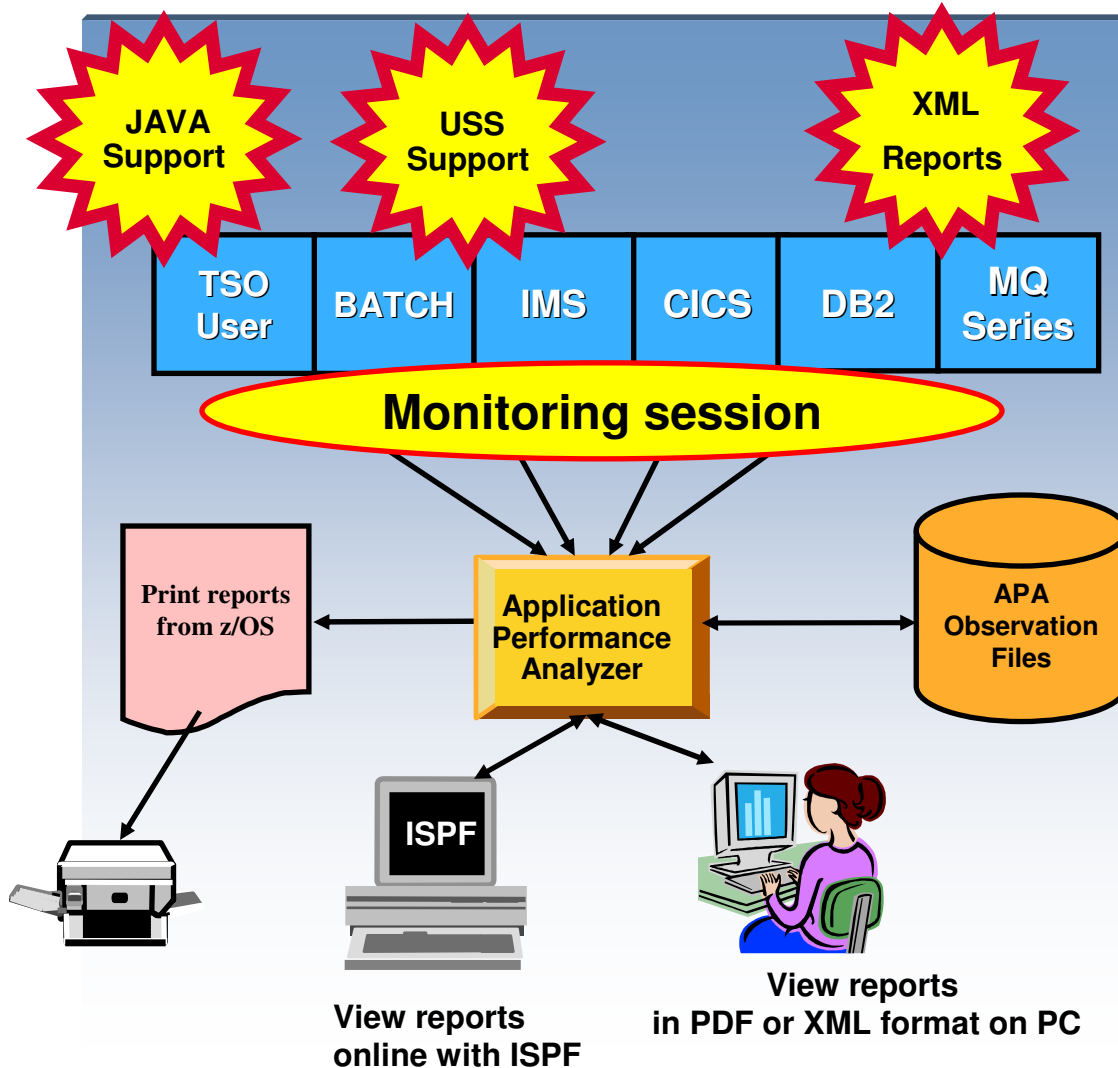 JAVA
Support
USS
Support
XML
Reports
TSO
User
BATCH
IMS
CICS
DB2
MQ
Series
Monitoring session
Print reports
from z/OS
Application
Performance
Analyzer
APA
Observation
Files
ISPF
View reports
online with ISPF
View reports
in PDF or XML format on PC